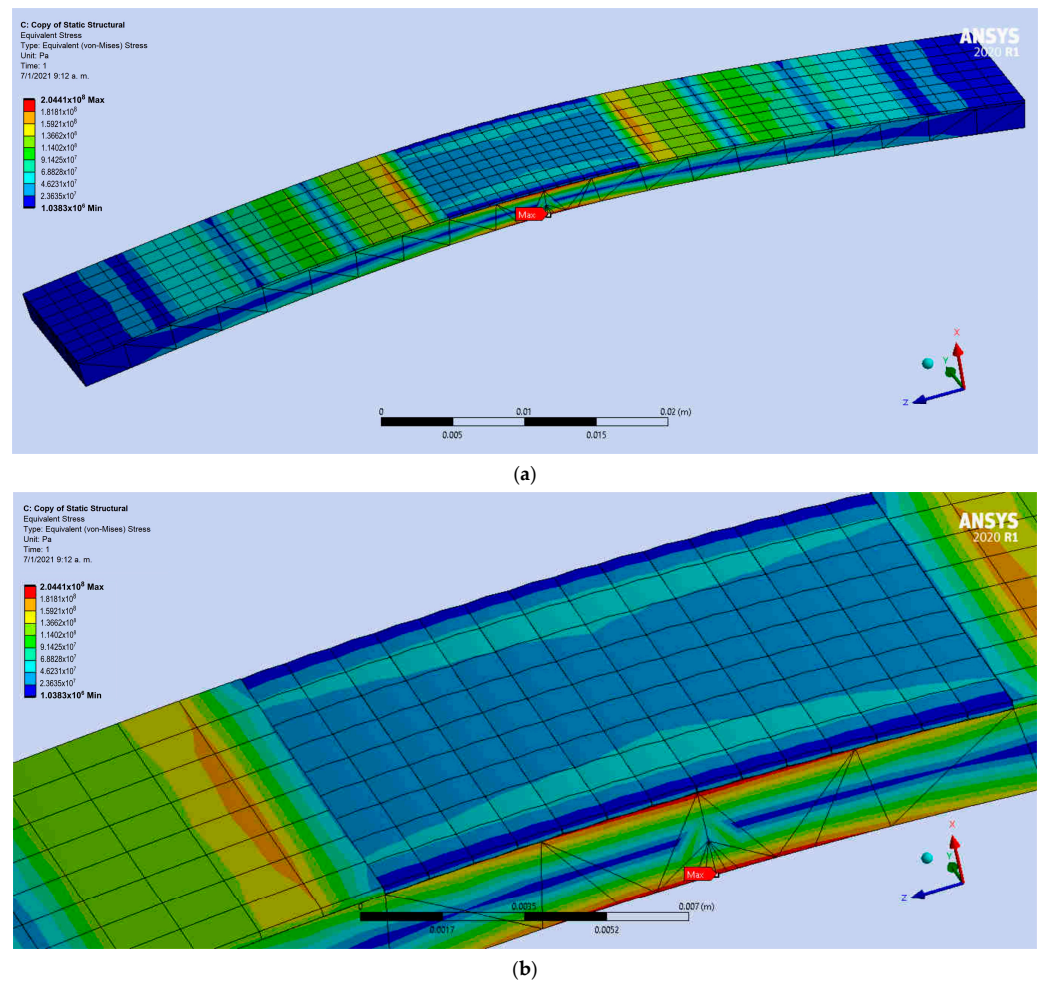 C: Copy of Static Structural
Equivalent Stress
Type: Equivalent (von-Mises) Stress
Unit: Pa
Time: 1
7/1/2021 9:12 a. m.
2.0441x10⁸ Max
1.8181x10⁸
1.5921x10⁸
1.3662x10⁸
1.1402x10⁸
9.1425x10⁷
6.8828x10⁷
4.6231x10⁷
2.3635x10⁷
1.0383x10⁶ Min
ANSYS
2020 R1
Max
X
Y
Z
0 0.01 0.02 (m)
0.005 0.015
(a)
C: Copy of Static Structural
Equivalent Stress
Type: Equivalent (von-Mises) Stress
Unit: Pa
Time: 1
7/1/2021 9:12 a. m.
2.0441x10⁸ Max
1.8181x10⁸
1.5921x10⁸
1.3662x10⁸
1.1402x10⁸
9.1425x10⁷
6.8828x10⁷
4.6231x10⁷
2.3635x10⁷
1.0383x10⁶ Min
ANSYS
2020 R1
Max
X
Y
Z
0 0.0035 0.007 (m)
0.0017 0.0052
(b)